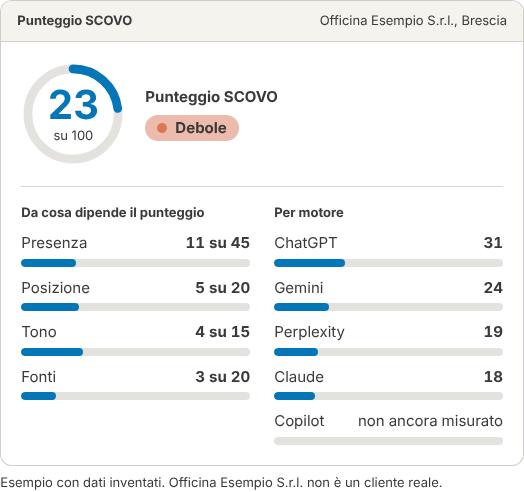 Punteggio SCOVO
Officina Esempio S.r.l., Brescia
23
su 100
Punteggio SCOVO
Debole
Da cosa dipende il punteggio
Presenza 11 su 45
Posizione 5 su 20
Tono 4 su 15
Fonti 3 su 20
Per motore
ChatGPT 31
Gemini 24
Perplexity 19
Claude 18
Copilot non ancora misurato
Esempio con dati inventati. Officina Esempio S.r.l. non è un cliente reale.